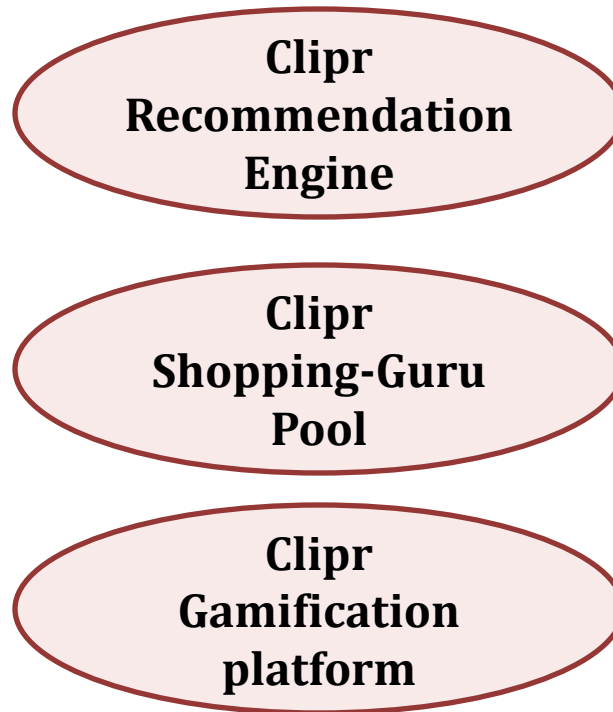 Clipr
Recommendation
Engine
Clipr
Shopping-Guru
Pool
Clipr
Gamification
platform